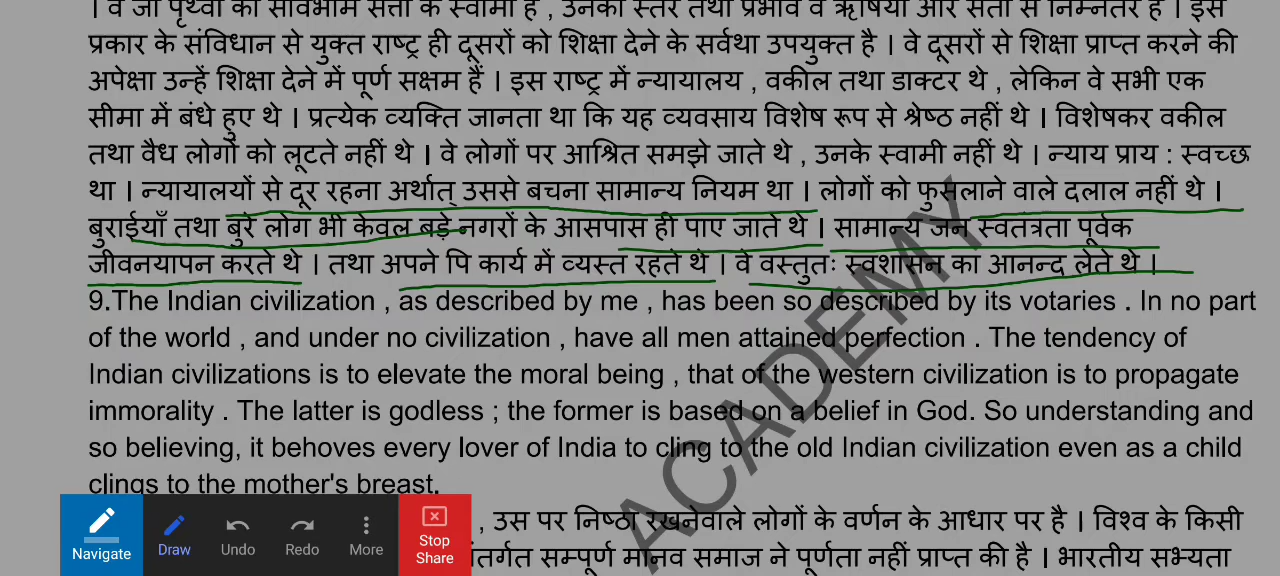 । वे जो पृथ्वी की सार्वभौम सत्ता के स्वामी हैं , उनका स्तर तथा प्रभाव व ऋषियों और संतों से निम्नतर है । इस
प्रकार के संविधान से युक्त राष्ट्र ही दूसरों को शिक्षा देने के सर्वथा उपयुक्त है । वे दूसरों से शिक्षा प्राप्त करने की
अपेक्षा उन्हें शिक्षा देने में पूर्ण सक्षम हैं । इस राष्ट्र में न्यायालय , वकील तथा डाक्टर थे , लेकिन वे सभी एक
सीमा में बंधे हुए थे । प्रत्येक व्यक्ति जानता था कि यह व्यवसाय विशेष रूप से श्रेष्ठ नहीं थे । विशेषकर वकील
तथा वैध लोगों को लूटते नहीं थे । वे लोगों पर आश्रित समझे जाते थे , उनके स्वामी नहीं थे । न्याय प्राय : स्वच्छ
था । न्यायालयों से दूर रहना अर्थात् उससे बचना सामान्य नियम था । लोगों को फुसलाने वाले दलाल नहीं थे ।
बुराईयाँ तथा बुरे लोग भी केवल बड़े नगरों के आसपास ही पाए जाते थे । सामान्य जन स्वतंत्रता पूर्वक
जीवनयापन करते थे । तथा अपने पि कार्य में व्यस्त रहते थे । वे वस्तुतः स्वशासन का आनन्द लेते थे ।
9.The Indian civilization , as described by me , has been so described by its votaries . In no part
of the world , and under no civilization , have all men attained perfection . The tendency of
Indian civilizations is to elevate the moral being , that of the western civilization is to propagate
immorality . The latter is godless ; the former is based on a belief in God. So understanding and
so believing, it behoves every lover of India to cling to the old Indian civilization even as a child
clings to the mother's breast.
, उस पर निष्ठा रखनेवाले लोगों के वर्णन के आधार पर है । विश्व के किसी
सम्पूर्ण मानव समाज ने पूर्णता नहीं प्राप्त की है । भारतीय सभ्यता
ACADEMY
Navigate
Draw
Undo
Redo
More
Stop
Share